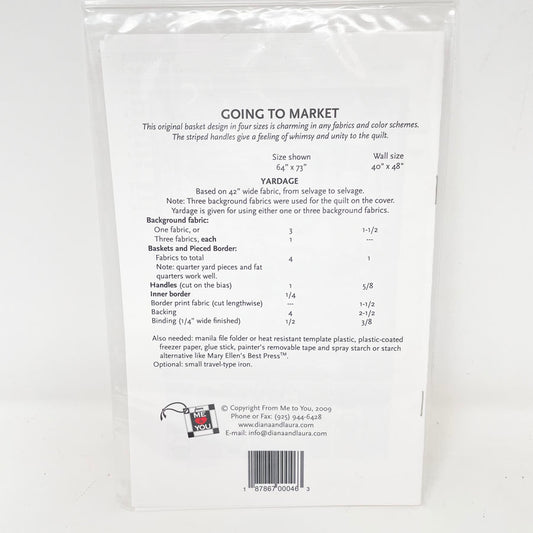 GOING TO MARKET
This original basket design in four sizes is charming in any fabrics and color schemes.
The striped handles give a feeling of whimsy and unity to the quilt.
Size shown Wall size
64" x 73" 40" x 48"
YARDAGE
Based on 42" wide fabric, from selvage to selvage.
Note: Three background fabrics were used for the quilt on the cover.
Yardage is given for using either one or three background fabrics.
Background fabric:
One fabric, or 3 1-1/2
Three fabrics, each 1 ---
Baskets and Pieced Border:
Fabrics to total 4 1
Note: quarter yard pieces and fat
quarters work well.
Handles (cut on the bias) 1 5/8
Inner border 1/4
Border print fabric (cut lengthwise) --- 1-1/2
Backing 4 2-1/2
Binding (1/4" wide finished) 1/2 3/8
Also needed: manila file folder or heat resistant template plastic, plastic-coated
freezer paper, glue stick, painter's removable tape and spray starch or starch
alternative like Mary Ellen's Best Press™.
Optional: small travel-type iron.
ME
YOU
© Copyright From Me to You, 2009
Phone or Fax: (925) 944-6428
www.dianaandlaura.com
E-mail: info@dianaandlaura.com
1 87867 00046 3